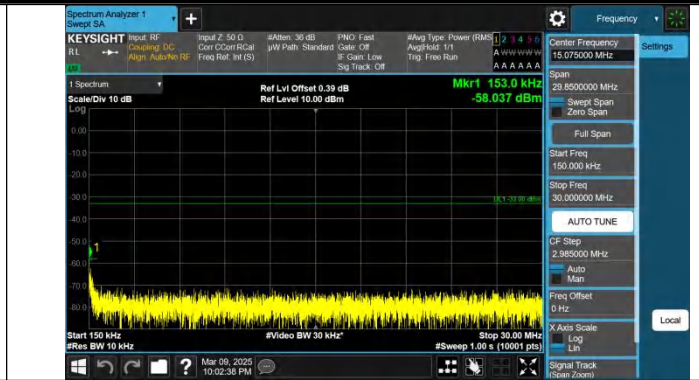 Spectrum Analyzer 1
Swept SA
+
Frequency
KEYSIGHT
RL
Input: RF
Coupling: DC
Align: Auto/No RF
Input Z: 50 Ω
Corr CCorr RCal
Freq Ref: Int (S)
#Atten: 36 dB
µW Path: Standard
PNO: Fast
Gate: Off
IF Gain: Low
Sig Track: Off
#Avg Type: Power (RMS
Avg|Hold: 1/1
Trig: Free Run
1 2 3 4 5 6
A W W W W W
A A A A A A
1 Spectrum
Scale/Div 10 dB
Log
Ref Lvl Offset 0.39 dB
Ref Level 10.00 dBm
Mkr1 153.0 kHz
-58.037 dBm
0.00
-10.0
-20.0
-30.0
-40.0
-50.0
-60.0
-70.0
-80.0
1
Start 150 kHz
#Res BW 10 kHz
#Video BW 30 kHz*
Stop 30.00 MHz
#Sweep 1.00 s (10001 pts)
?
Mar 09, 2025
10:02:38 PM
Center Frequency
15.075000 MHz
Settings
Span
29.8500000 MHz
Swept Span
Zero Span
Full Span
Start Freq
150.000 kHz
Stop Freq
30.000000 MHz
AUTO TUNE
CF Step
2.985000 MHz
Auto
Man
Freq Offset
0 Hz
X Axis Scale
Log
Lin
Local
Signal Track
(Span Zoom)